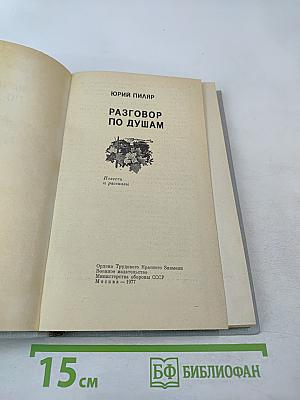 ЮРИЙ ПИЛЯР
РАЗГОВОР
ПО ДУШАМ
Повести
и рассказы
Ордена Трудового Красного Знамени
Военное издательство
Министерства обороны СССР
Москва — 1977
15 см
БФ БИБЛИОФАН